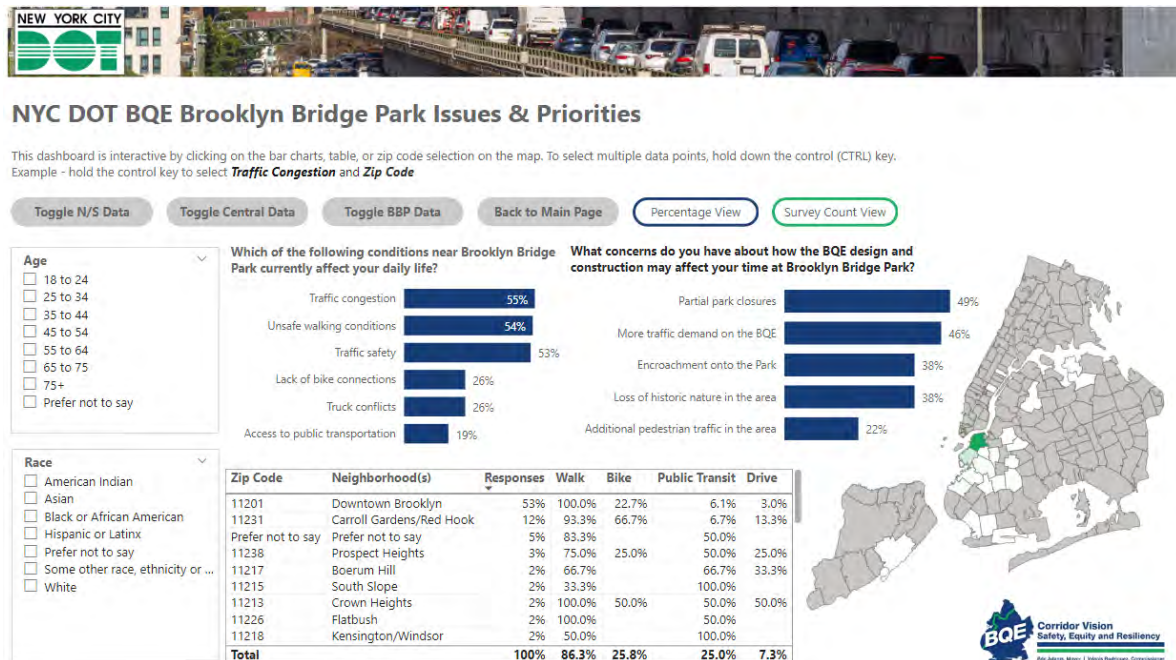 NEW YORK CITY
DOT
NYC DOT BQE Brooklyn Bridge Park Issues & Priorities
This dashboard is interactive by clicking on the bar charts, table, or zip code selection on the map. To select multiple data points, hold down the control (CTRL) key.
Example - hold the control key to select Traffic Congestion and Zip Code
Toggle N/S Data Toggle Central Data Toggle BBP Data Back to Main Page Percentage View Survey Count View
Age
18 to 24
25 to 34
35 to 44
45 to 54
55 to 64
65 to 75
75+
Prefer not to say
Race
American Indian
Asian
Black or African American
Hispanic or Latinx
Prefer not to say
Some other race, ethnicity or ...
White
Which of the following conditions near Brooklyn Bridge
Park currently affect your daily life?
Traffic congestion 55%
Unsafe walking conditions 54%
Traffic safety 53%
Lack of bike connections 26%
Truck conflicts 26%
Access to public transportation 19%
What concerns do you have about how the BQE design and
construction may affect your time at Brooklyn Bridge Park?
Partial park closures 49%
More traffic demand on the BQE 46%
Encroachment onto the Park 38%
Loss of historic nature in the area 38%
Additional pedestrian traffic in the area 22%
Zip Code Neighborhood(s) Responses Walk Bike Public Transit Drive
11201 Downtown Brooklyn 53% 100.0% 22.7% 6.1% 3.0%
11231 Carroll Gardens/Red Hook 12% 93.3% 66.7% 6.7% 13.3%
Prefer not to say Prefer not to say 5% 83.3% 50.0%
11238 Prospect Heights 3% 75.0% 25.0% 50.0% 25.0%
11217 Boerum Hill 2% 66.7% 66.7% 33.3%
11215 South Slope 2% 33.3% 100.0%
11213 Crown Heights 2% 100.0% 50.0% 50.0% 50.0%
11226 Flatbush 2% 100.0% 50.0%
11218 Kensington/Windsor 2% 50.0% 100.0%
Total 100% 86.3% 25.8% 25.0% 7.3%
BQE
Corridor Vision
Safety, Equity and Resiliency